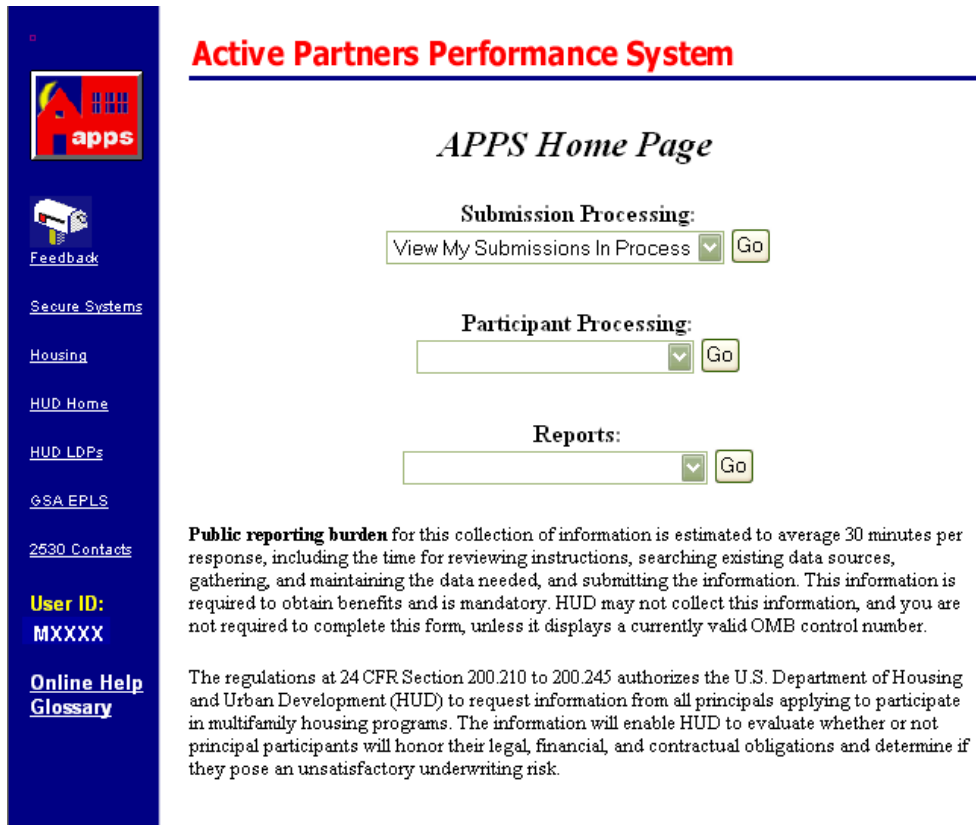 apps
Feedback
Secure Systems
Housing
HUD Home
HUD LDPs
GSA EPLS
2530 Contacts
User ID:
MXXXX
Online Help
Glossary
Active Partners Performance System
APPS Home Page
Submission Processing:
View My Submissions In Process Go
Participant Processing:
Go
Reports:
Go
Public reporting burden for this collection of information is estimated to average 30 minutes per
response, including the time for reviewing instructions, searching existing data sources,
gathering, and maintaining the data needed, and submitting the information. This information is
required to obtain benefits and is mandatory. HUD may not collect this information, and you are
not required to complete this form, unless it displays a currently valid OMB control number.
The regulations at 24 CFR Section 200.210 to 200.245 authorizes the U.S. Department of Housing
and Urban Development (HUD) to request information from all principals applying to participate
in multifamily housing programs. The information will enable HUD to evaluate whether or not
principal participants will honor their legal, financial, and contractual obligations and determine if
they pose an unsatisfactory underwriting risk.